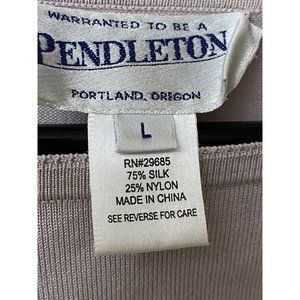 WARRANTED TO BE A
PENDLETON
PORTLAND, OREGON
L
RN#29685
75% SILK
25% NYLON
MADE IN CHINA
SEE REVERSE FOR CARE